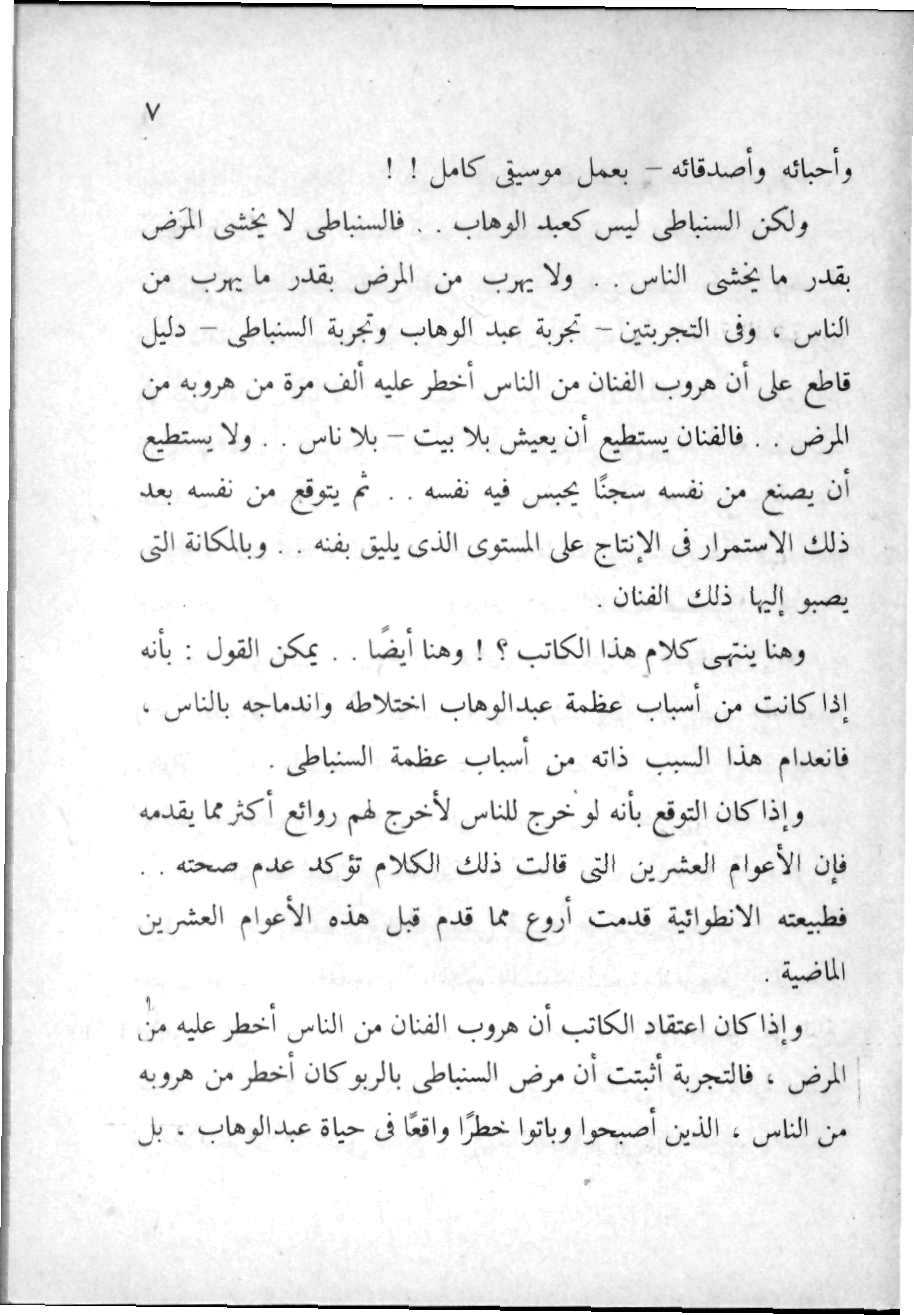 ٧
وأحبائه وأصدقائه – بعمل موسيقى كامل ! !
ولكن السنباطى ليس كعبد الوهاب . . فالسنباطى لا يخشى المرض
بقدر ما يخشى الناس . . ولا يهرب من المرض بقدر ما يهرب من
الناس ، وفى التجربتين – تجربة عبد الوهاب وتجربة السنباطى – دليل
قاطع على أن هروب الفنان من الناس أخطر عليه ألف مرة من هروبه من
المرض . . فالفنان يستطيع أن يعيش بلا بيت – بلا ناس . . ولا يستطيع
أن يصنع من نفسه سجنًا يحبس فيه نفسه . . ثم يتوقع من نفسه بعد
ذلك الاستمرار فى الإنتاج على المستوى الذى يليق بفنه . . وبالمكانة التى
يصبو إليها ذلك الفنان .
وهنا ينتهى كلام هذا الكاتب ؟ ! وهنا أيضًا . . يمكن القول : بأنه
إذا كانت من أسباب عظمة عبدالوهاب اختلاطه واندماجه بالناس ،
فانعدام هذا السبب ذاته من أسباب عظمة السنباطى .
وإذا كان التوقع بأنه لو خرج للناس لأخرج لهم روائع أكثر مما يقدمه
فإن الأعوام العشرين التى قالت ذلك الكلام تؤكد عدم صحته . .
فطبيعته الانطوائية قدمت أروع مما قدم قبل هذه الأعوام العشرين
الماضية .
وإذا كان اعتقاد الكاتب أن هروب الفنان من الناس أخطر عليه من
المرض ، فالتجربة أثبتت أن مرض السنباطى بالربو كان أخطر من هروبه
من الناس ، الذين أصبحوا وباتوا خطرًا واقعًا فى حياة عبدالوهاب ، بل